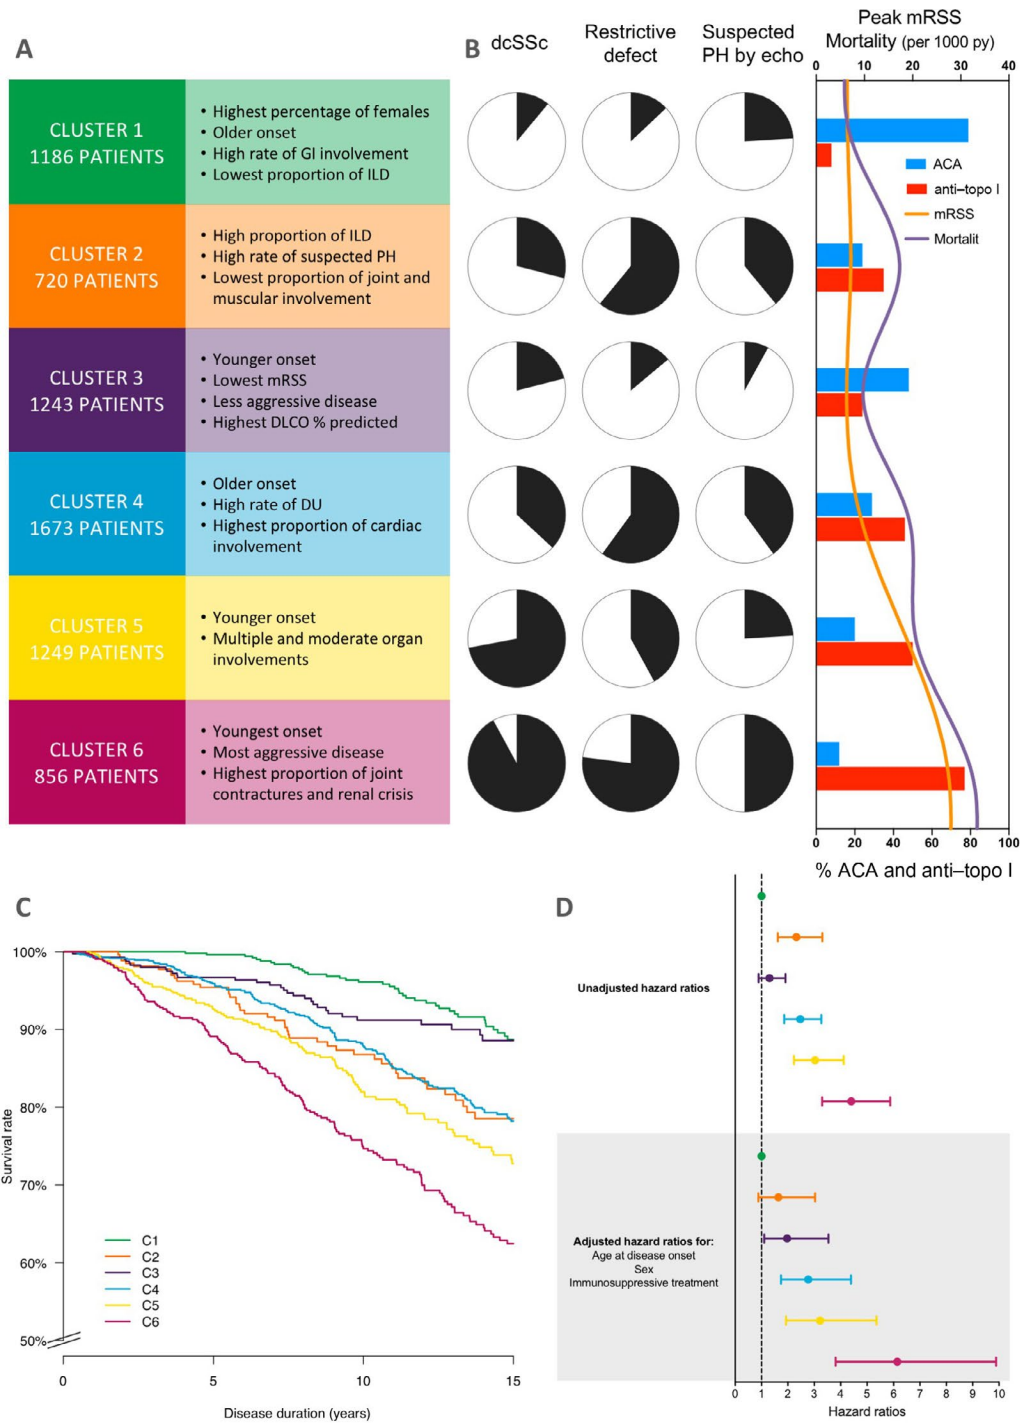 A
CLUSTER 1
1186 PATIENTS
• Highest percentage of females
• Older onset
• High rate of GI involvement
• Lowest proportion of ILD
CLUSTER 2
720 PATIENTS
• High proportion of ILD
• High rate of suspected PH
• Lowest proportion of joint and
muscular involvement
CLUSTER 3
1243 PATIENTS
• Younger onset
• Lowest mRSS
• Less aggressive disease
• Highest DLCO % predicted
CLUSTER 4
1673 PATIENTS
• Older onset
• High rate of DU
• Highest proportion of cardiac
involvement
CLUSTER 5
1249 PATIENTS
• Younger onset
• Multiple and moderate organ
involvements
CLUSTER 6
856 PATIENTS
• Youngest onset
• Most aggressive disease
• Highest proportion of joint
contractures and renal crisis
B
dcSSc
Restrictive
defect
Suspected
PH by echo
Peak mRSS
Mortality (per 1000 py)
0 10 20 30 40
ACA
anti–topo I
mRSS
Mortalit
0 20 40 60 80 100
% ACA and anti–topo I
C
Survival rate
100%
90%
80%
70%
60%
50%
C1
C2
C3
C4
C5
C6
0 5 10 15
Disease duration (years)
D
Unadjusted hazard ratios
Adjusted hazard ratios for:
Age at disease onset
Sex
Immunosuppressive treatment
0 1 2 3 4 5 6 7 8 9 10
Hazard ratios